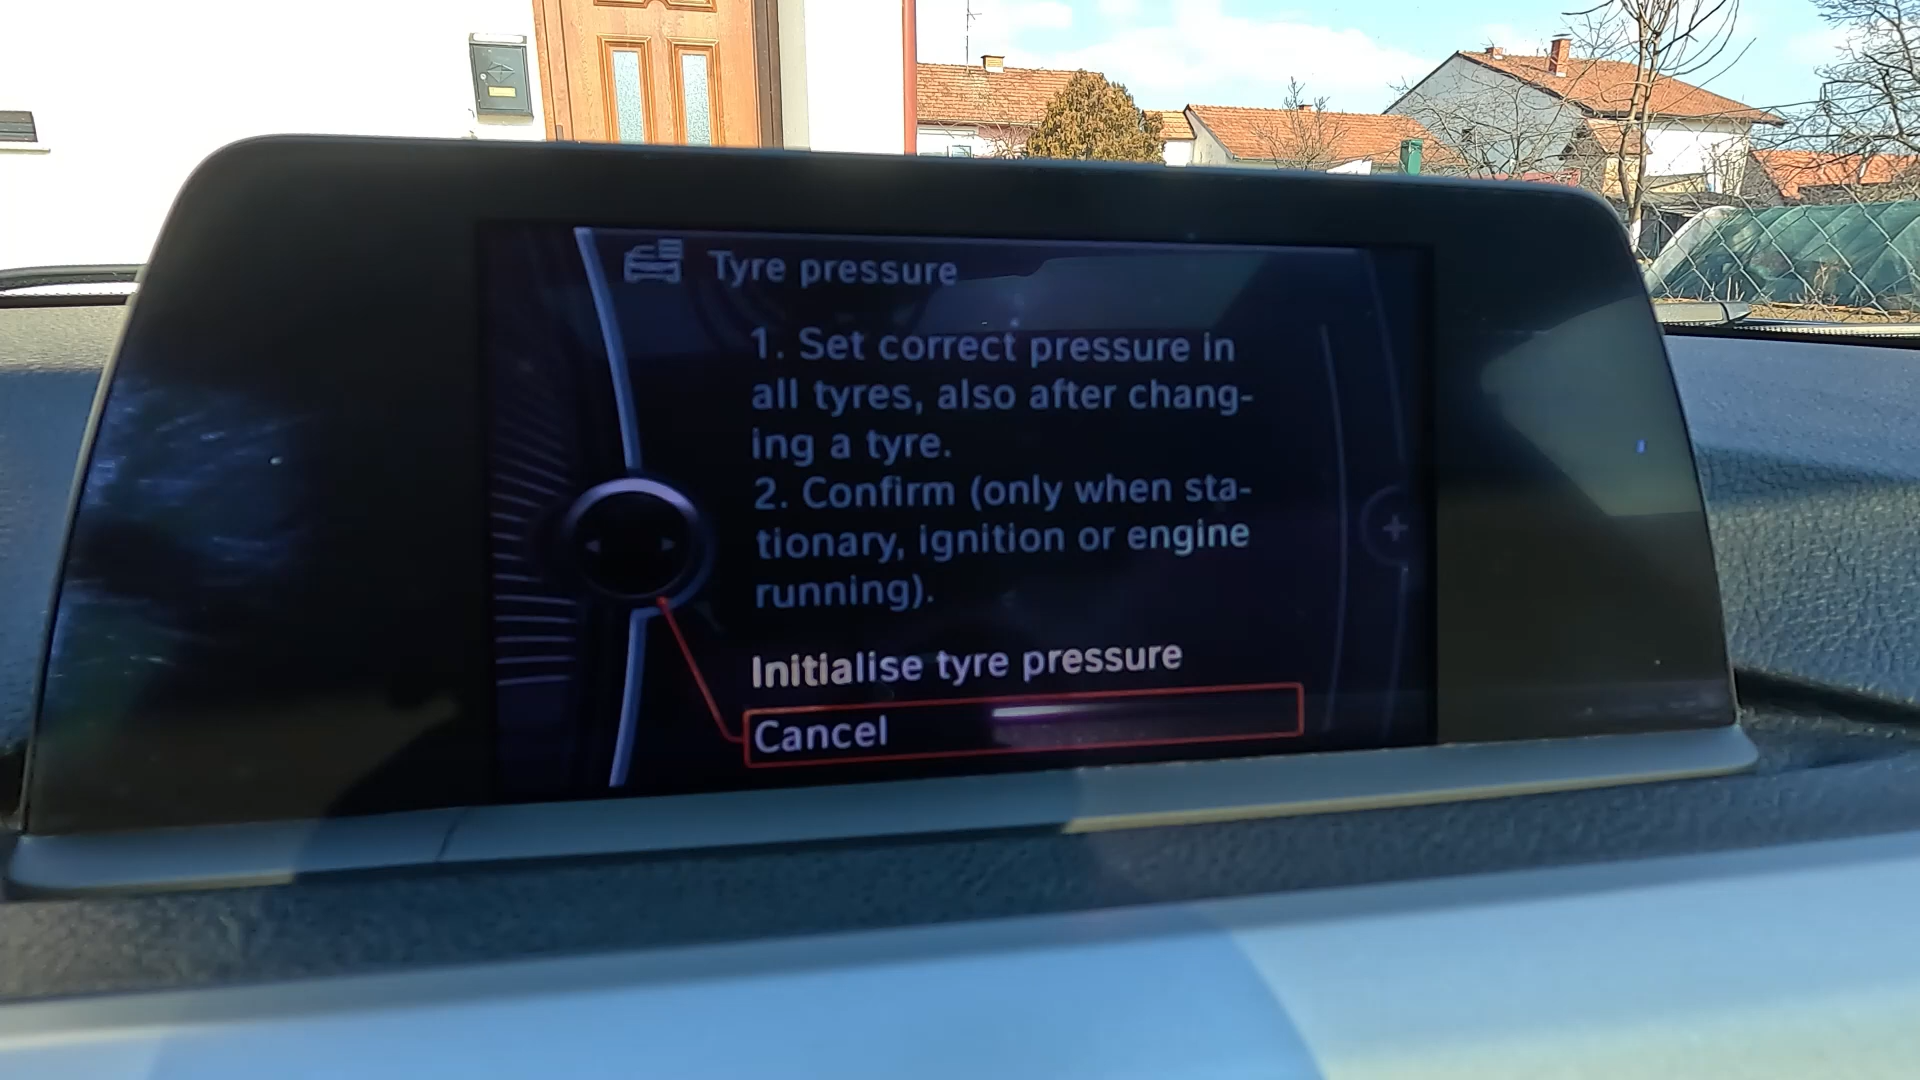 Tyre pressure
1. Set correct pressure in
all tyres, also after chang-
ing a tyre.
2. Confirm (only when sta-
tionary, ignition or engine
running).
Initialise tyre pressure
Cancel